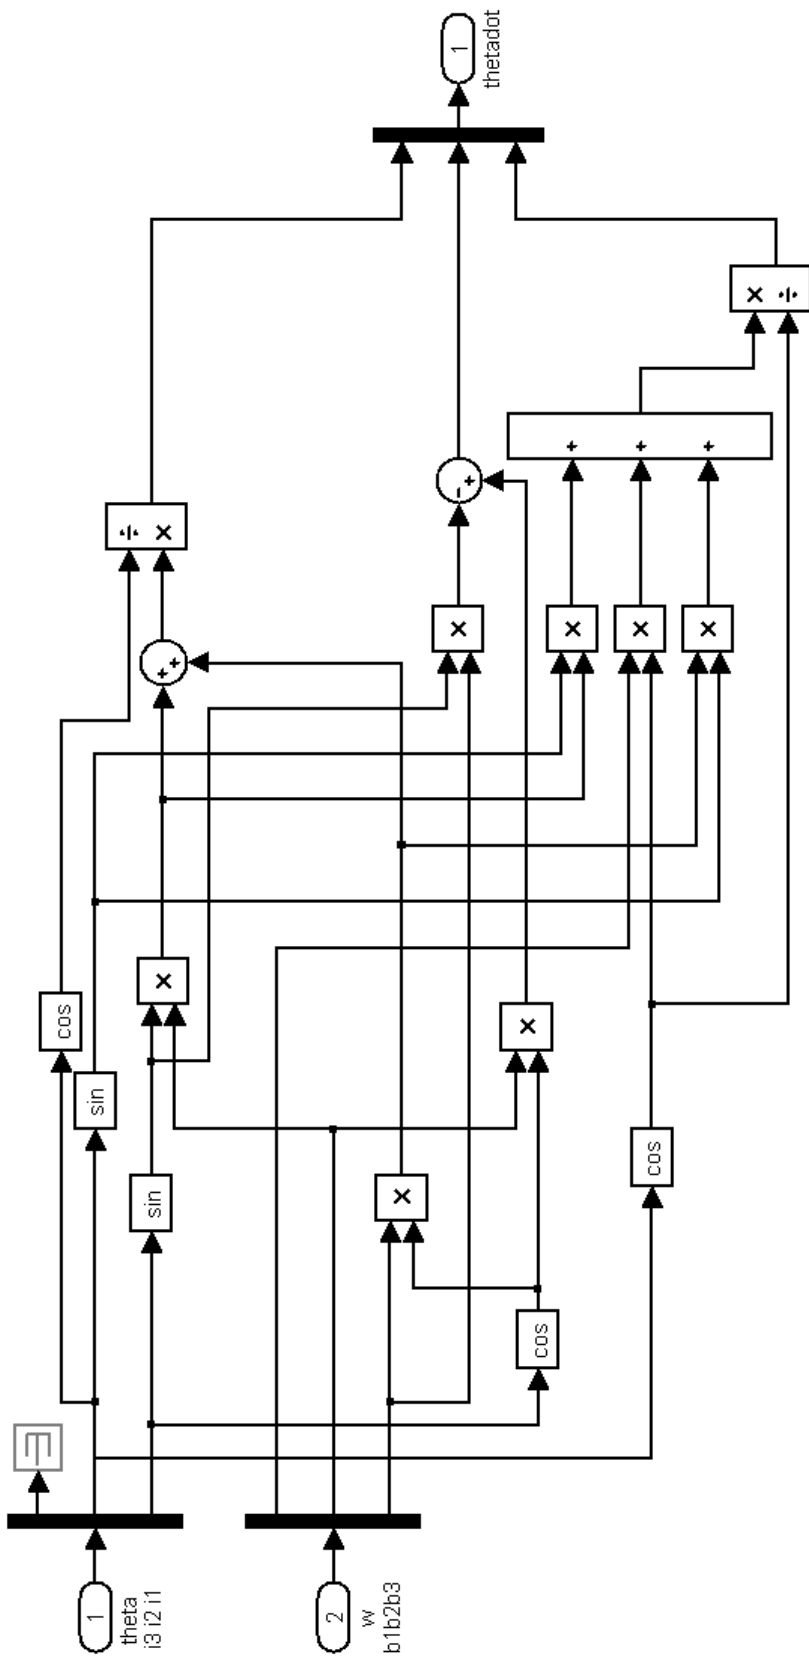 1
theta
i3 i2 i1
2
w
b1b2b3
cos
sin
sin
×
cos
cos
×
×
÷
×
+
+
×
-
+
×
×
×
+
+
+
×
÷
1
thetadot